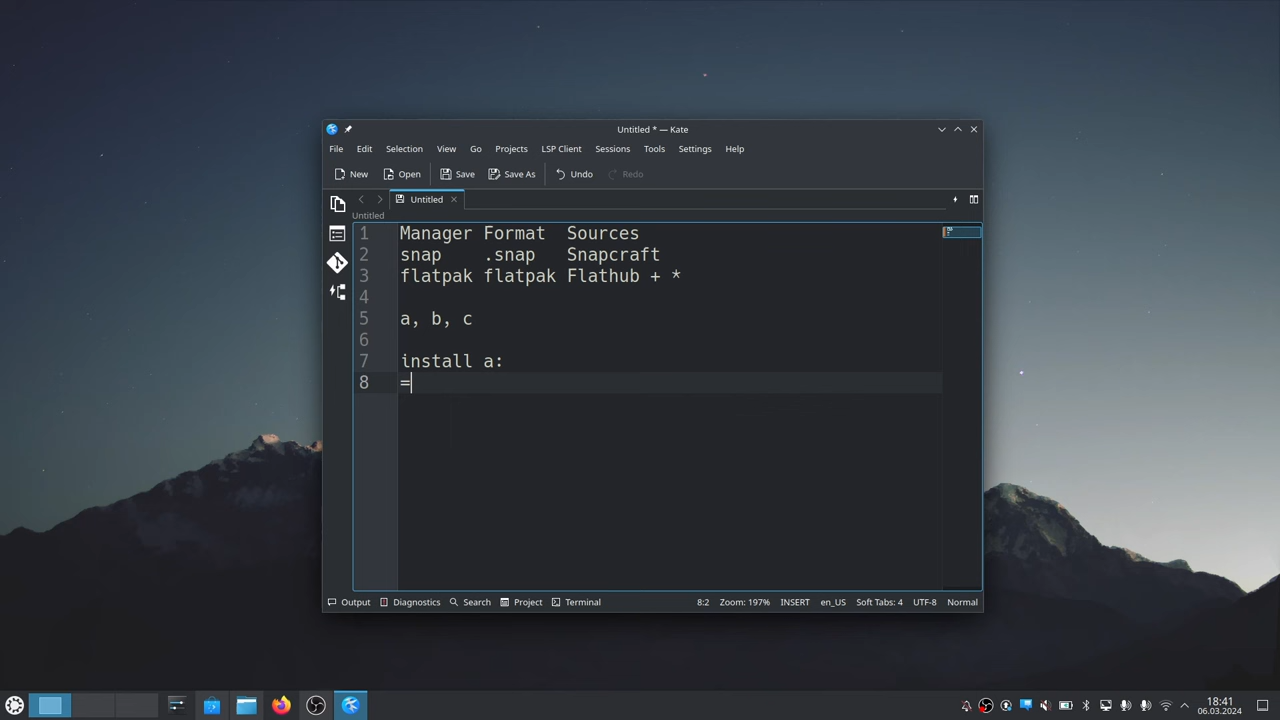 Untitled * — Kate
File Edit Selection View Go Projects LSP Client Sessions Tools Settings Help
New Open Save Save As Undo Redo
Untitled
Untitled
1 Manager Format Sources
2 snap .snap Snapcraft
3 flatpak flatpak Flathub + *
4
5 a, b, c
6
7 install a:
8 =
Output Diagnostics Search Project Terminal 8:2 Zoom: 197% INSERT en_US Soft Tabs: 4 UTF-8 Normal
18:41
06.03.2024